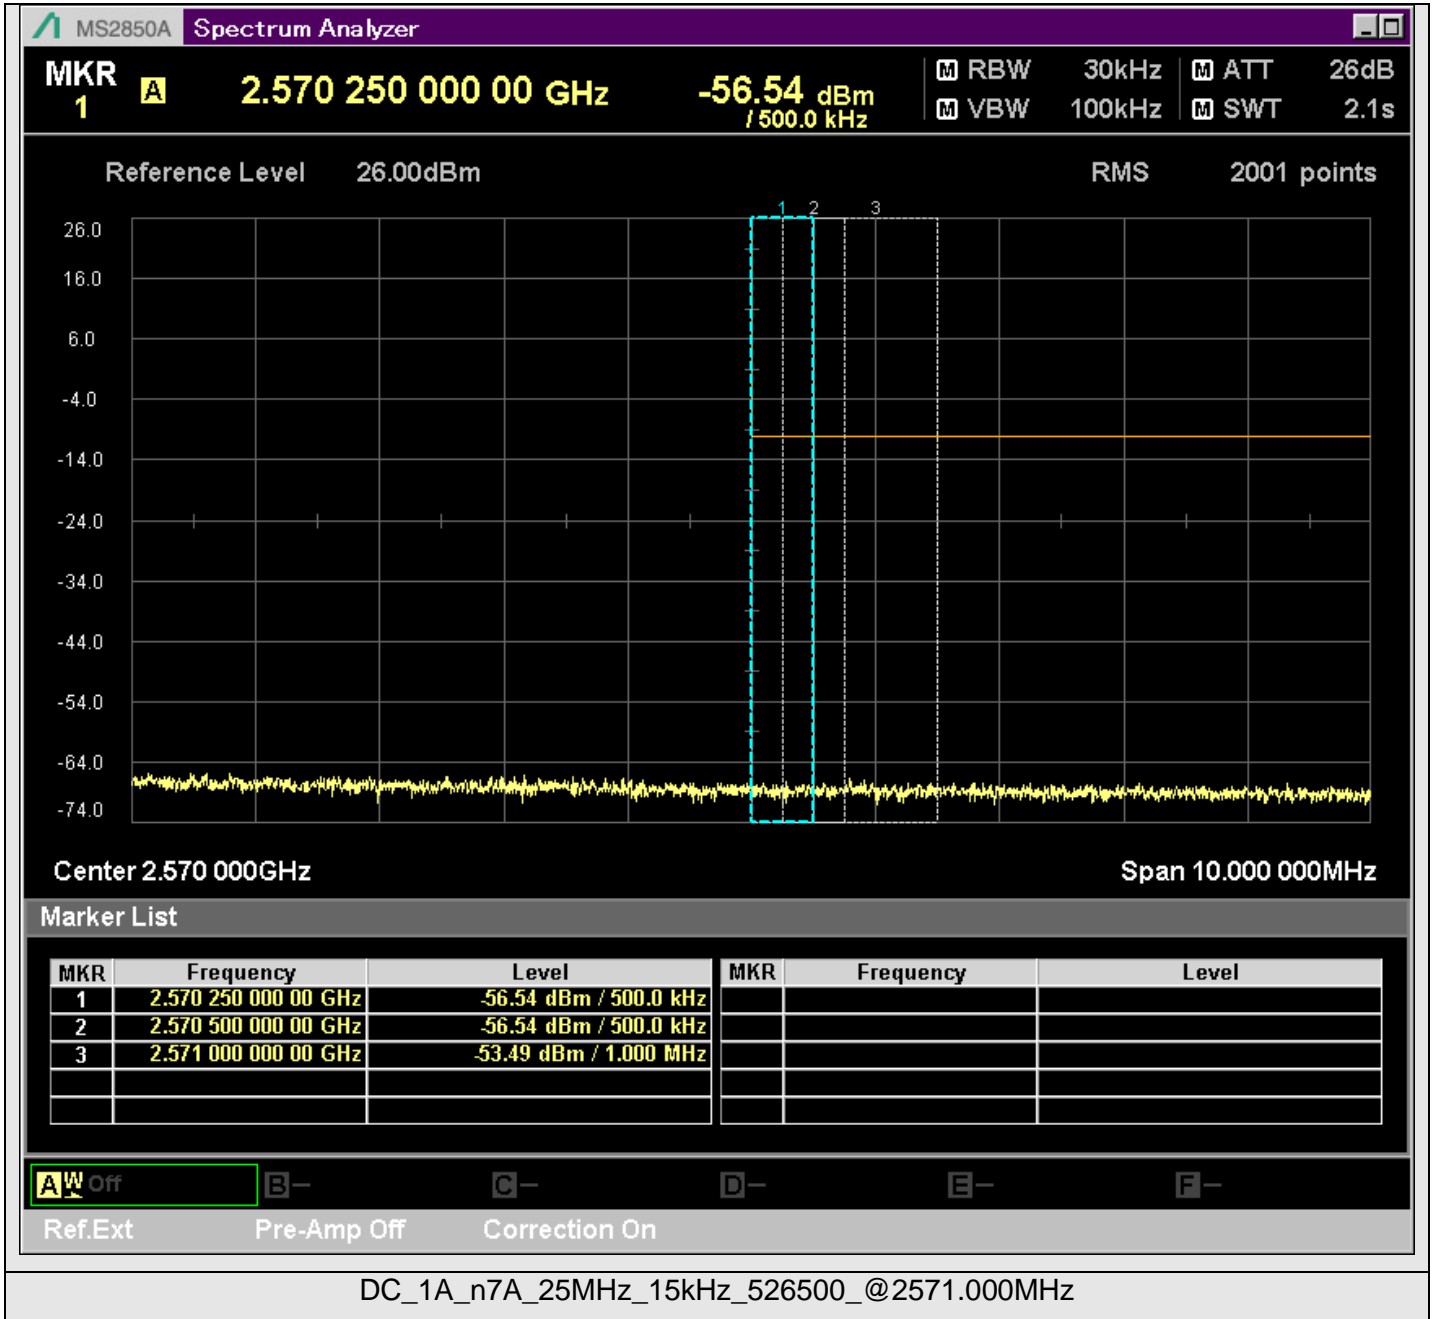 MS2850A Spectrum Analyzer
MKR 1 A 2.570 250 000 00 GHz -56.54 dBm / 500.0 kHz
M RBW 30kHz M ATT 26dB
M VBW 100kHz M SWT 2.1s
Reference Level 26.00dBm RMS 2001 points
1 2 3
26.0
16.0
6.0
-4.0
-14.0
-24.0
-34.0
-44.0
-54.0
-64.0
-74.0
Center 2.570 000GHz Span 10.000 000MHz
Marker List
MKR Frequency Level MKR Frequency Level
1 2.570 250 000 00 GHz -56.54 dBm / 500.0 kHz
2 2.570 500 000 00 GHz -56.54 dBm / 500.0 kHz
3 2.571 000 000 00 GHz -53.49 dBm / 1.000 MHz
A W Off B - C - D - E - F -
Ref.Ext Pre-Amp Off Correction On
DC_1A_n7A_25MHz_15kHz_526500_@2571.000MHz